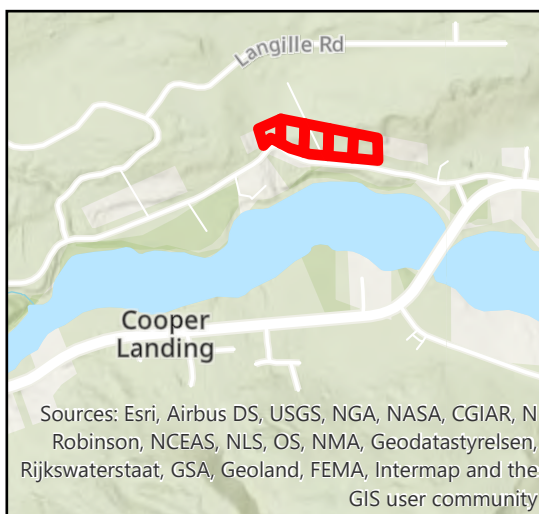 Langille Rd
Cooper
Landing
Sources: Esri, Airbus DS, USGS, NGA, NASA, CGIAR, N
Robinson, NCEAS, NLS, OS, NMA, Geodatastyrelsen,
Rijkswaterstaat, GSA, Geoland, FEMA, Intermap and the
GIS user community